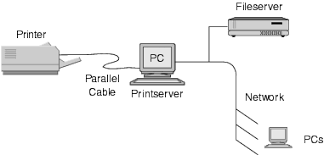 Fileserver
Printer
PC
Parallel
Cable
Printserver
Network
PCs